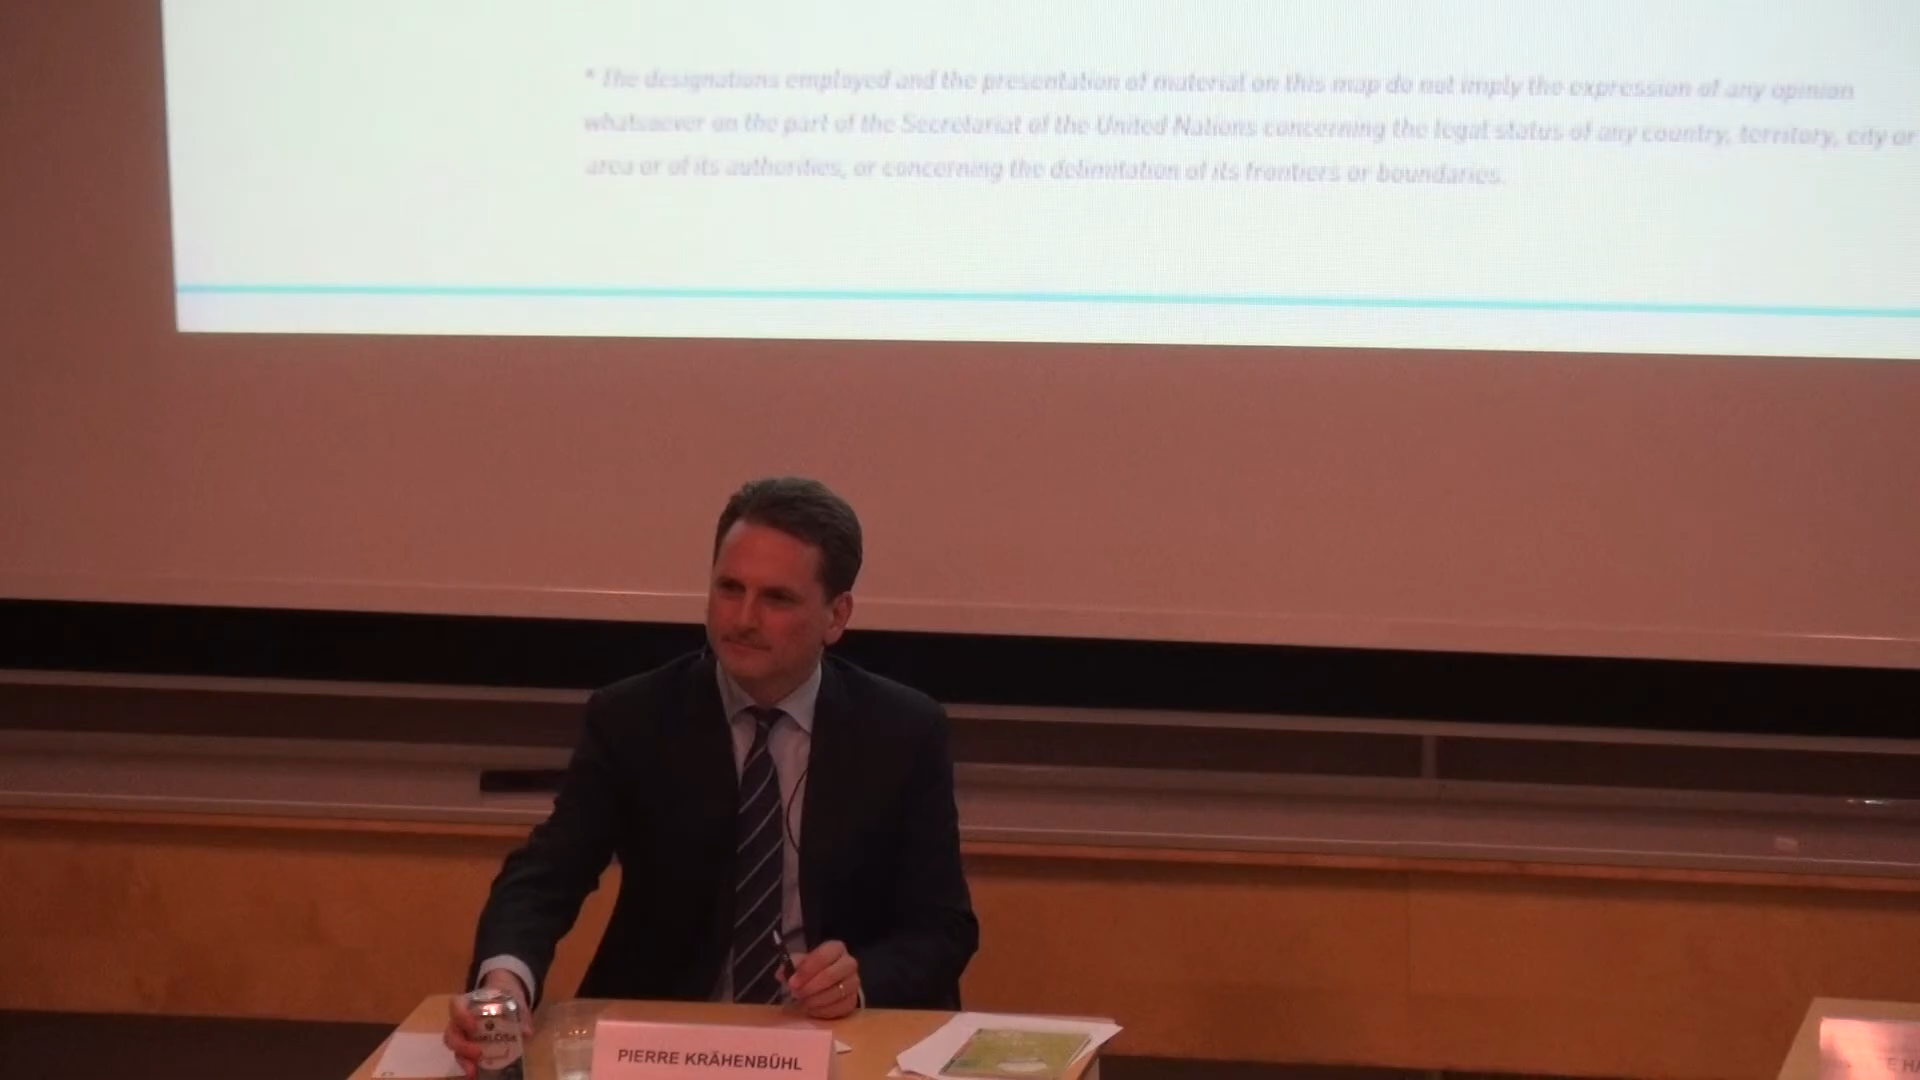 * The designations employed and the presentation of material on this map do not imply the expression of any opinion
whatsoever on the part of the Secretariat of the United Nations concerning the legal status of any country, territory, city or
area or of its authorities, or concerning the delimitation of its frontiers or boundaries.
PIERRE KRÄHENBÜHL